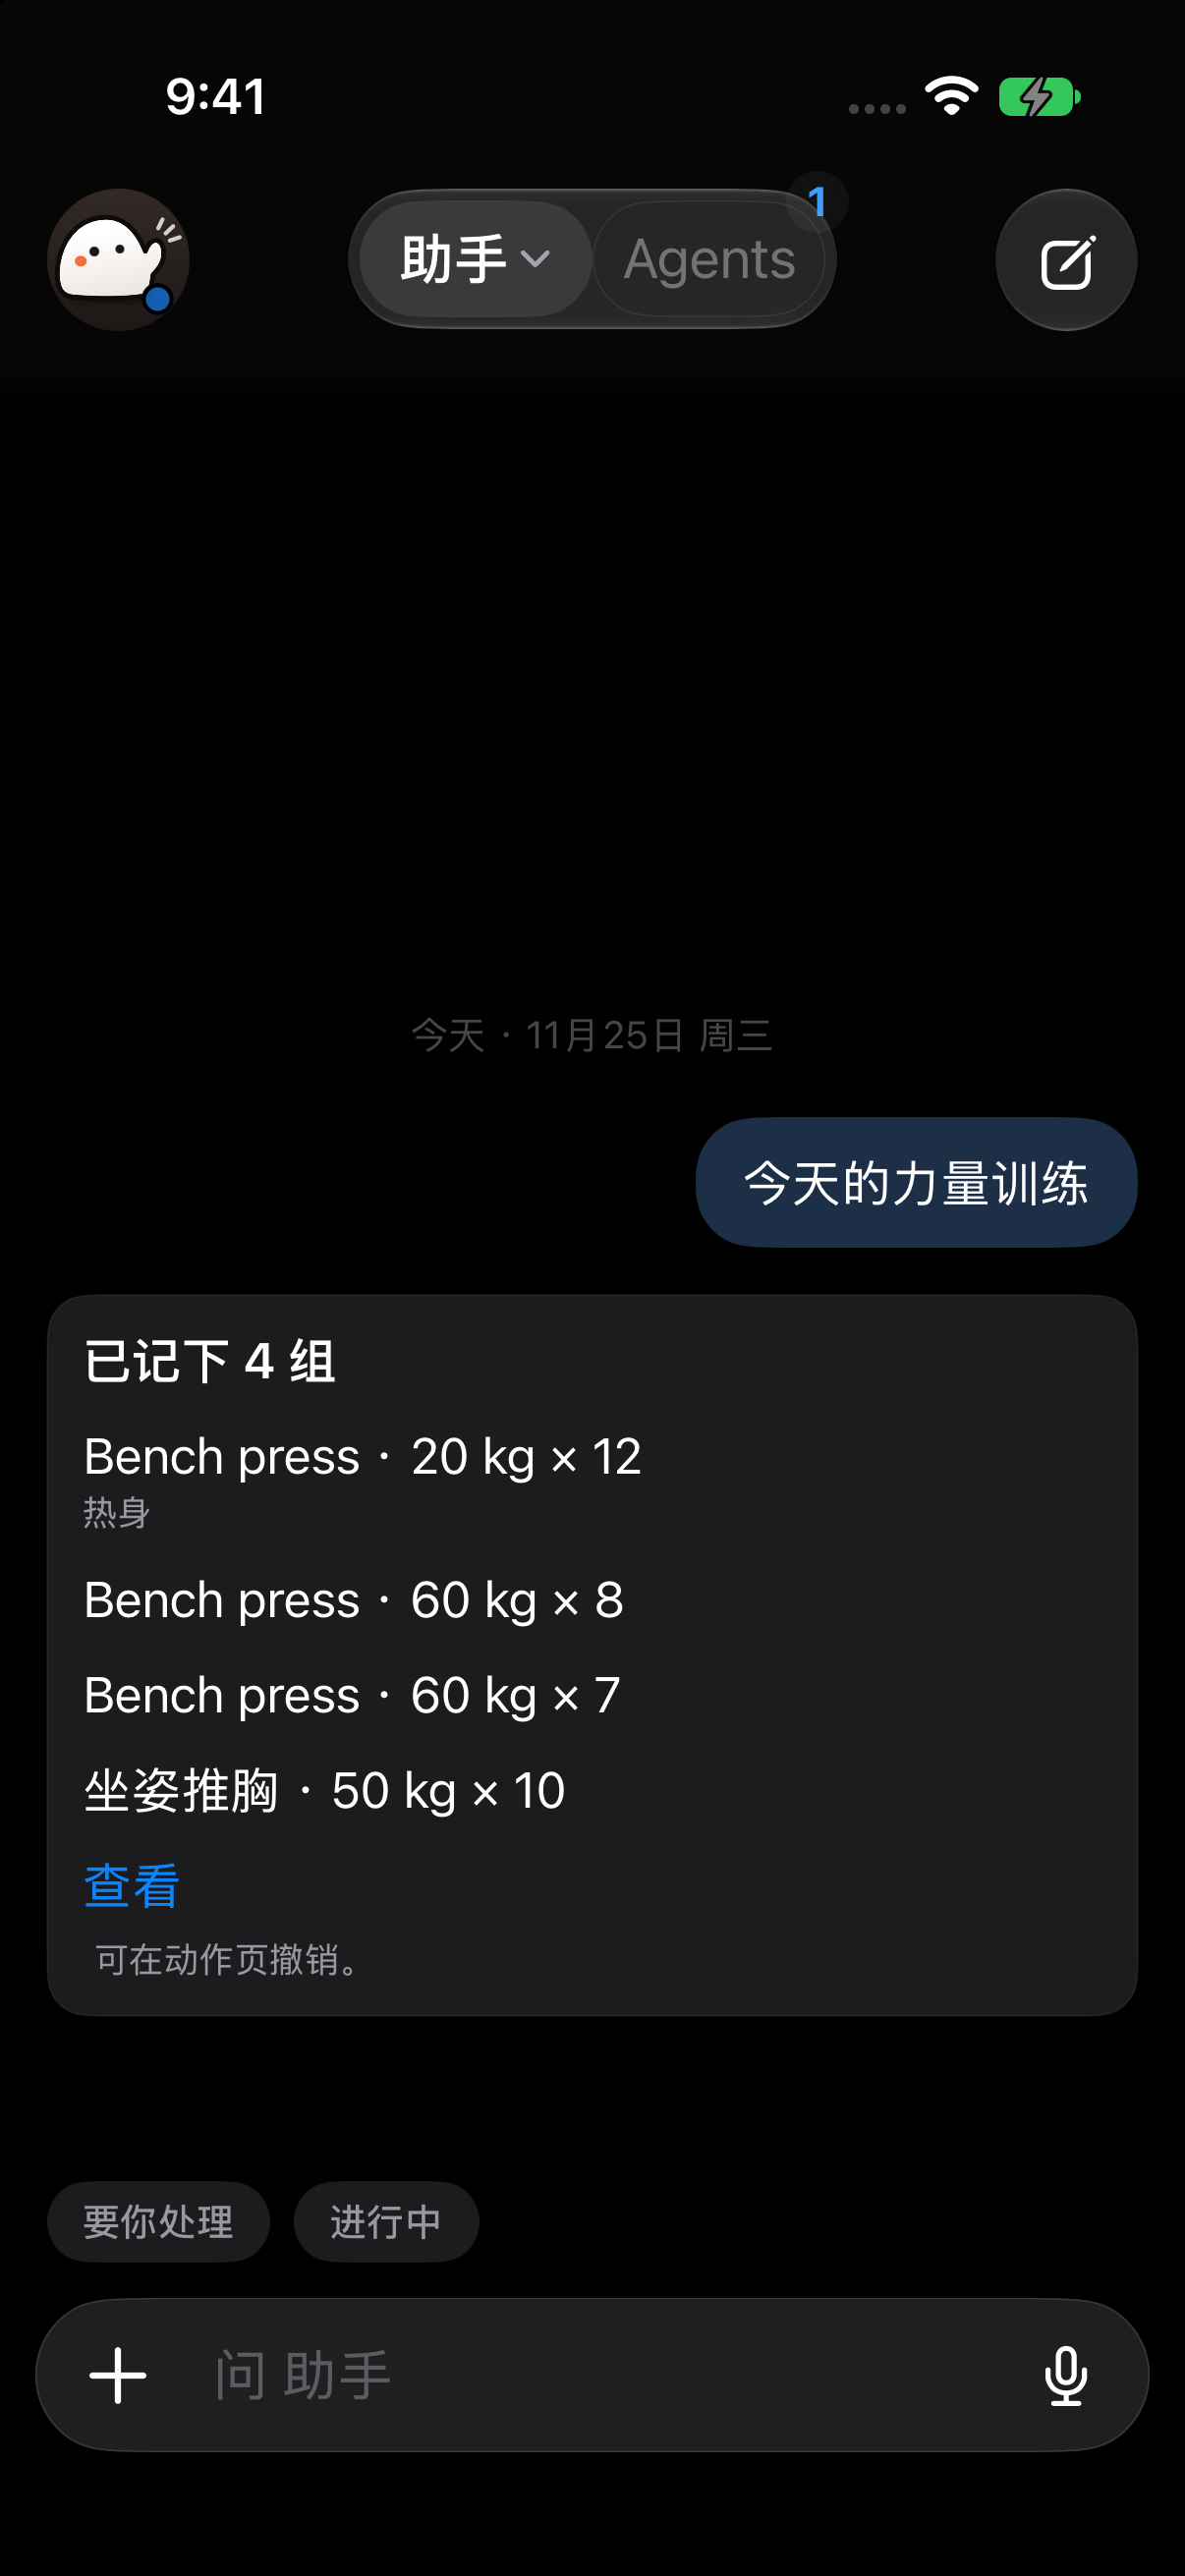 9:41
助手
Agents
1
今天 · 11月25日 周三
今天的力量训练
已记下 4 组
Bench press · 20 kg × 12
热身
Bench press · 60 kg × 8
Bench press · 60 kg × 7
坐姿推胸 · 50 kg × 10
查看
可在动作页撤销。
要你处理
进行中
问 助手